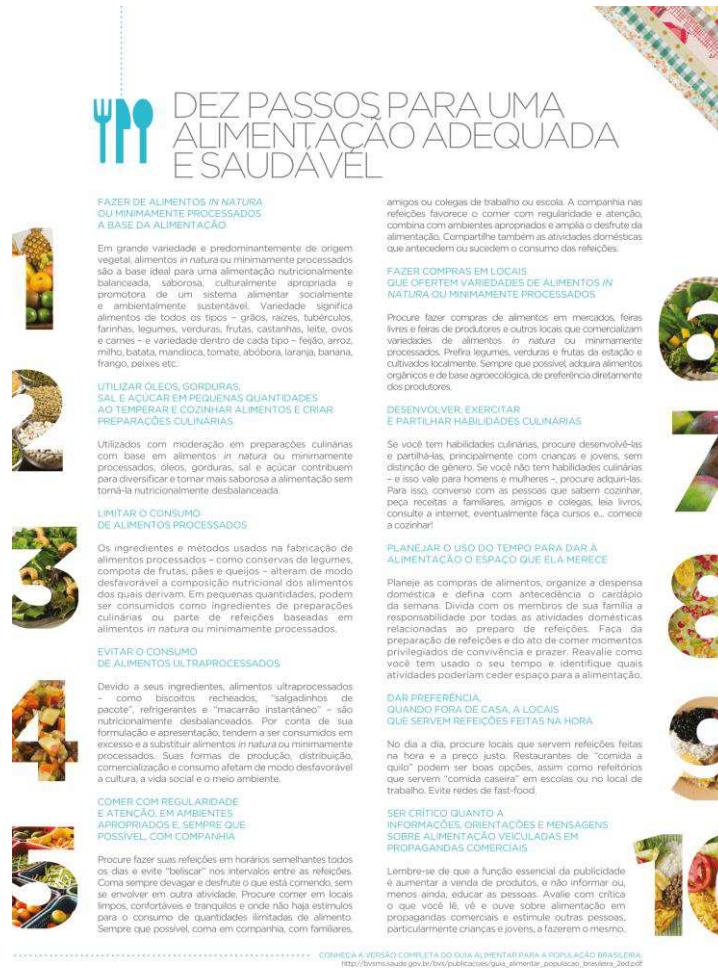 DEZ PASSOS PARA UMA
ALIMENTAÇÃO ADEQUADA
E SAUDÁVEL
1
FAZER DE ALIMENTOS IN NATURA
OU MINIMAMENTE PROCESSADOS
A BASE DA ALIMENTAÇÃO
Em grande variedade e predominantemente de origem
vegetal, alimentos in natura ou minimamente processados
são a base ideal para uma alimentação nutricionalmente
balanceada, saborosa, culturalmente apropriada e
promotora de um sistema alimentar socialmente
e ambientalmente sustentável. Variedade significa
alimentos de todos os tipos – grãos, raízes, tubérculos,
farinhas, legumes, verduras, frutas, castanhas, leite, ovos
e carnes – e variedade dentro de cada tipo – feijão, arroz,
milho, batata, mandioca, tomate, abóbora, laranja, banana,
frango, peixes etc.
2
UTILIZAR ÓLEOS, GORDURAS,
SAL E AÇÚCAR EM PEQUENAS QUANTIDADES
AO TEMPERAR E COZINHAR ALIMENTOS E CRIAR
PREPARAÇÕES CULINÁRIAS
Utilizados com moderação em preparações culinárias
com base em alimentos in natura ou minimamente
processados, óleos, gorduras, sal e açúcar contribuem
para diversificar e tornar mais saborosa a alimentação sem
torná-la nutricionalmente desbalanceada.
3
LIMITAR O CONSUMO
DE ALIMENTOS PROCESSADOS
Os ingredientes e métodos usados na fabricação de
alimentos processados – como conservas de legumes,
compota de frutas, pães e queijos – alteram de modo
desfavorável a composição nutricional dos alimentos
dos quais derivam. Em pequenas quantidades, podem
ser consumidos como ingredientes de preparações
culinárias ou parte de refeições baseadas em
alimentos in natura ou minimamente processados.
4
EVITAR O CONSUMO
DE ALIMENTOS ULTRAPROCESSADOS
Devido a seus ingredientes, alimentos ultraprocessados
– como biscoitos recheados, "salgadinhos de
pacote", refrigerantes e "macarrão instantâneo" – são
nutricionalmente desbalanceados. Por conta de sua
formulação e apresentação, tendem a ser consumidos em
excesso e a substituir alimentos in natura ou minimamente
processados. Suas formas de produção, distribuição,
comercialização e consumo afetam de modo desfavorável
a cultura, a vida social e o meio ambiente.
5
COMER COM REGULARIDADE
E ATENÇÃO, EM AMBIENTES
APROPRIADOS E, SEMPRE QUE
POSSÍVEL, COM COMPANHIA
Procure fazer suas refeições em horários semelhantes todos
os dias e evite "beliscar" nos intervalos entre as refeições.
Coma sempre devagar e desfrute o que está comendo, sem
se envolver em outra atividade. Procure comer em locais
limpos, confortáveis e tranquilos e onde não haja estímulos
para o consumo de quantidades ilimitadas de alimento.
Sempre que possível, coma em companhia, com familiares,
amigos ou colegas de trabalho ou escola. A companhia nas
refeições favorece o comer com regularidade e atenção,
combina com ambientes apropriados e amplia o desfrute da
alimentação. Compartilhe também as atividades domésticas
que antecedem ou sucedem o consumo das refeições.
6
FAZER COMPRAS EM LOCAIS
QUE OFERTEM VARIEDADES DE ALIMENTOS IN
NATURA OU MINIMAMENTE PROCESSADOS
Procure fazer compras de alimentos em mercados, feiras
livres e feiras de produtores e outros locais que comercializam
variedades de alimentos in natura ou minimamente
processados. Prefira legumes, verduras e frutas da estação e
cultivados localmente. Sempre que possível, adquira alimentos
orgânicos e de base agroecológica, de preferência diretamente
dos produtores.
7
DESENVOLVER, EXERCITAR
E PARTILHAR HABILIDADES CULINÁRIAS
Se você tem habilidades culinárias, procure desenvolvê-las
e partilhá-las, principalmente com crianças e jovens, sem
distinção de gênero. Se você não tem habilidades culinárias
– e isso vale para homens e mulheres –, procure adquiri-las.
Para isso, converse com as pessoas que sabem cozinhar,
peça receitas a familiares, amigos e colegas, leia livros,
consulte a internet, eventualmente faça cursos e... comece
a cozinhar!
8
PLANEJAR O USO DO TEMPO PARA DAR À
ALIMENTAÇÃO O ESPAÇO QUE ELA MERECE
Planeje as compras de alimentos, organize a despensa
doméstica e defina com antecedência o cardápio
da semana. Divida com os membros de sua família a
responsabilidade por todas as atividades domésticas
relacionadas ao preparo de refeições. Faça da
preparação de refeições e do ato de comer momentos
privilegiados de convivência e prazer. Reavalie como
você tem usado o seu tempo e identifique quais
atividades poderiam ceder espaço para a alimentação.
9
DAR PREFERÊNCIA,
QUANDO FORA DE CASA, A LOCAIS
QUE SERVEM REFEIÇÕES FEITAS NA HORA
No dia a dia, procure locais que servem refeições feitas
na hora e a preço justo. Restaurantes de "comida a
quilo" podem ser boas opções, assim como refeitórios
que servem "comida caseira" em escolas ou no local de
trabalho. Evite redes de fast-food.
10
SER CRÍTICO QUANTO A
INFORMAÇÕES, ORIENTAÇÕES E MENSAGENS
SOBRE ALIMENTAÇÃO VEICULADAS EM
PROPAGANDAS COMERCIAIS
Lembre-se de que a função essencial da publicidade
é aumentar a venda de produtos, e não informar ou,
menos ainda, educar as pessoas. Avalie com crítica
o que você lê, vê e ouve sobre alimentação em
propagandas comerciais e estimule outras pessoas,
particularmente crianças e jovens, a fazerem o mesmo.
CONHEÇA A VERSÃO COMPLETA DO GUIA ALIMENTAR PARA A POPULAÇÃO BRASILEIRA:
http://bvsms.saude.gov.br/bvs/publicacoes/guia_alimentar_populacao_brasileira_2ed.pdf